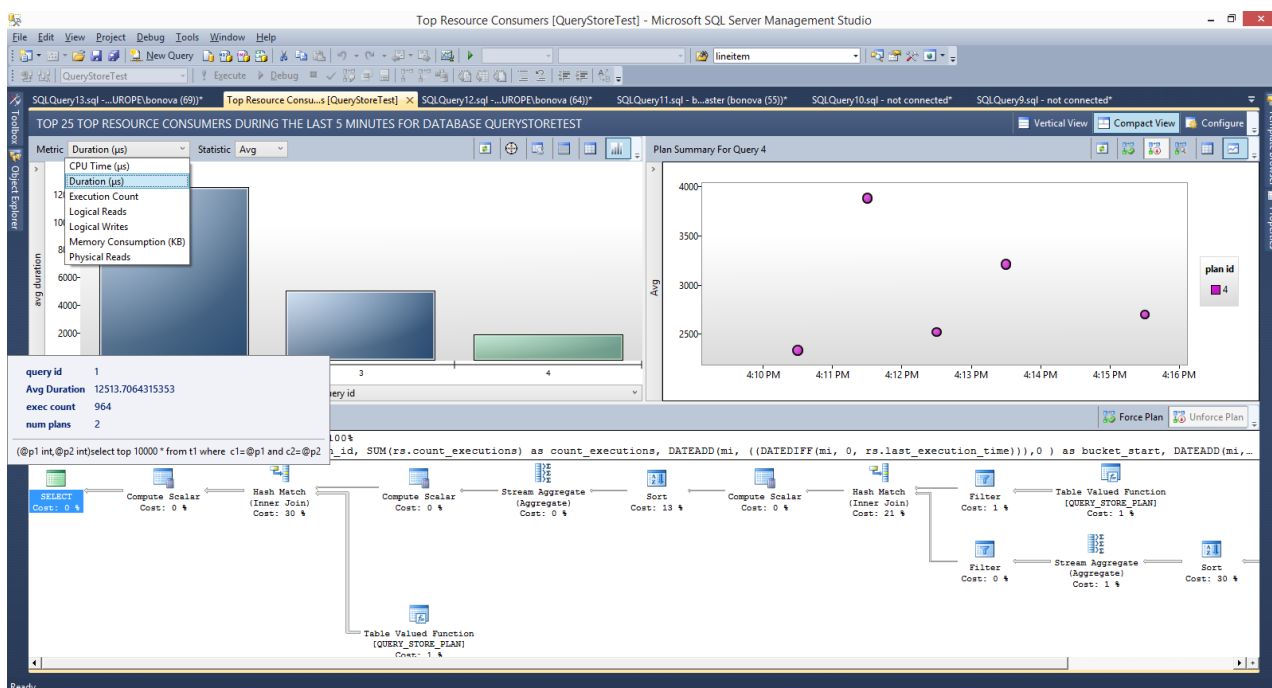 Top Resource Consumers [QueryStoreTest] - Microsoft SQL Server Management Studio
File Edit View Project Debug Tools Window Help
New Query
lineitem
QueryStoreTest
Execute
Debug
SQLQuery13.sql -...UROPE\bonova (69))*
Top Resource Consu...s [QueryStoreTest]
SQLQuery12.sql -...UROPE\bonova (64))*
SQLQuery11.sql - b...aster (bonova (55))*
SQLQuery10.sql - not connected*
SQLQuery9.sql - not connected*
Toolbox
Object Explorer
TOP 25 TOP RESOURCE CONSUMERS DURING THE LAST 5 MINUTES FOR DATABASE QUERYSTORETEST
Vertical View
Compact View
Configure
Metric Duration (µs)
Statistic Avg
CPU Time (µs)
Duration (µs)
Execution Count
Logical Reads
Logical Writes
Memory Consumption (KB)
Physical Reads
avg duration
6000
4000
2000
3
4
query id
1
Avg Duration 12513.7064315353
exec count 964
num plans 2
(@p1 int,@p2 int)select top 10000 * from t1 where c1=@p1 and c2=@p2
Plan Summary For Query 4
Avg
4000
3500
3000
2500
4:10 PM 4:11 PM 4:12 PM 4:13 PM 4:14 PM 4:15 PM 4:16 PM
plan id
4
Force Plan
Unforce Plan
100%
_id, SUM(rs.count_executions) as count_executions, DATEADD(mi, ((DATEDIFF(mi, 0, rs.last_execution_time))),0 ) as bucket_start, DATEADD(mi,...
SELECT
Cost: 0 %
Compute Scalar
Cost: 0 %
Hash Match
(Inner Join)
Cost: 30 %
Compute Scalar
Cost: 0 %
Stream Aggregate
(Aggregate)
Cost: 0 %
Sort
Cost: 13 %
Compute Scalar
Cost: 0 %
Hash Match
(Inner Join)
Cost: 21 %
Filter
Cost: 1 %
Table Valued Function
[QUERY_STORE_PLAN]
Cost: 1 %
Filter
Cost: 0 %
Stream Aggregate
(Aggregate)
Cost: 1 %
Sort
Cost: 30 %
Table Valued Function
[QUERY_STORE_PLAN]
Cost: 1 %
Ready